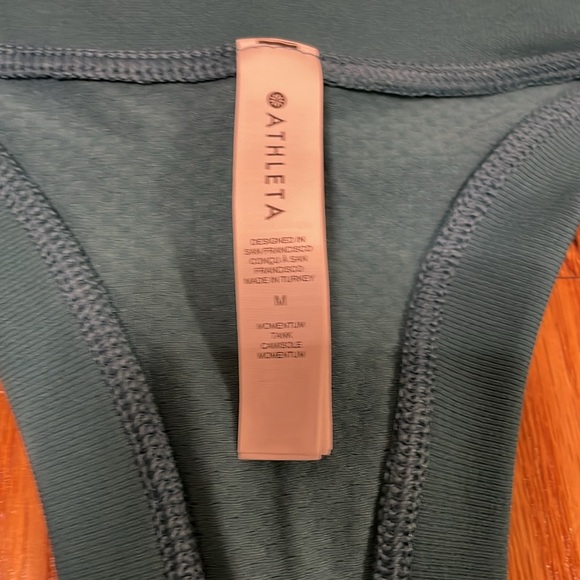 ATHLETA
DESIGNED IN
SAN FRANCISCO
CONÇU À SAN
FRANCISCO
MADE IN TURKEY
M
MOMENTUM
TANK
CAMISOLE
MOMENTUM